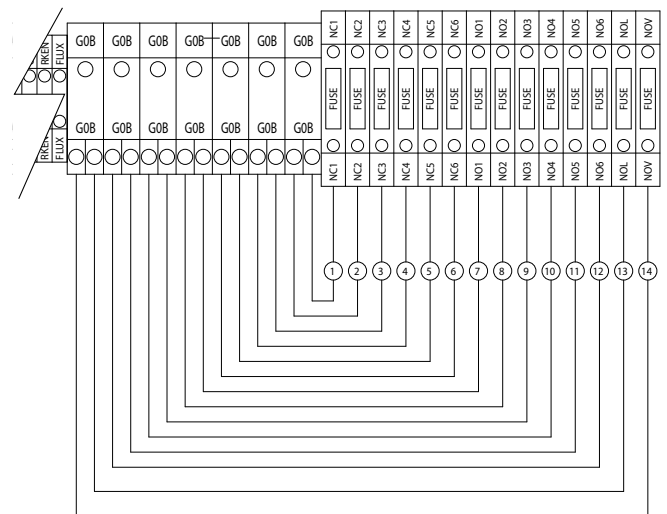 RKEN FLUX G0B G0B G0B G0B G0B G0B G0B NC1 NC2 NC3 NC4 NC5 NC6 NO1 NO2 NO3 NO4 NO5 NO6 NOL NOV
FUSE FUSE FUSE FUSE FUSE FUSE FUSE FUSE FUSE FUSE FUSE FUSE FUSE FUSE
RKEN FLUX G0B G0B G0B G0B G0B G0B G0B NC1 NC2 NC3 NC4 NC5 NC6 NO1 NO2 NO3 NO4 NO5 NO6 NOL NOV
1 2 3 4 5 6 7 8 9 10 11 12 13 14